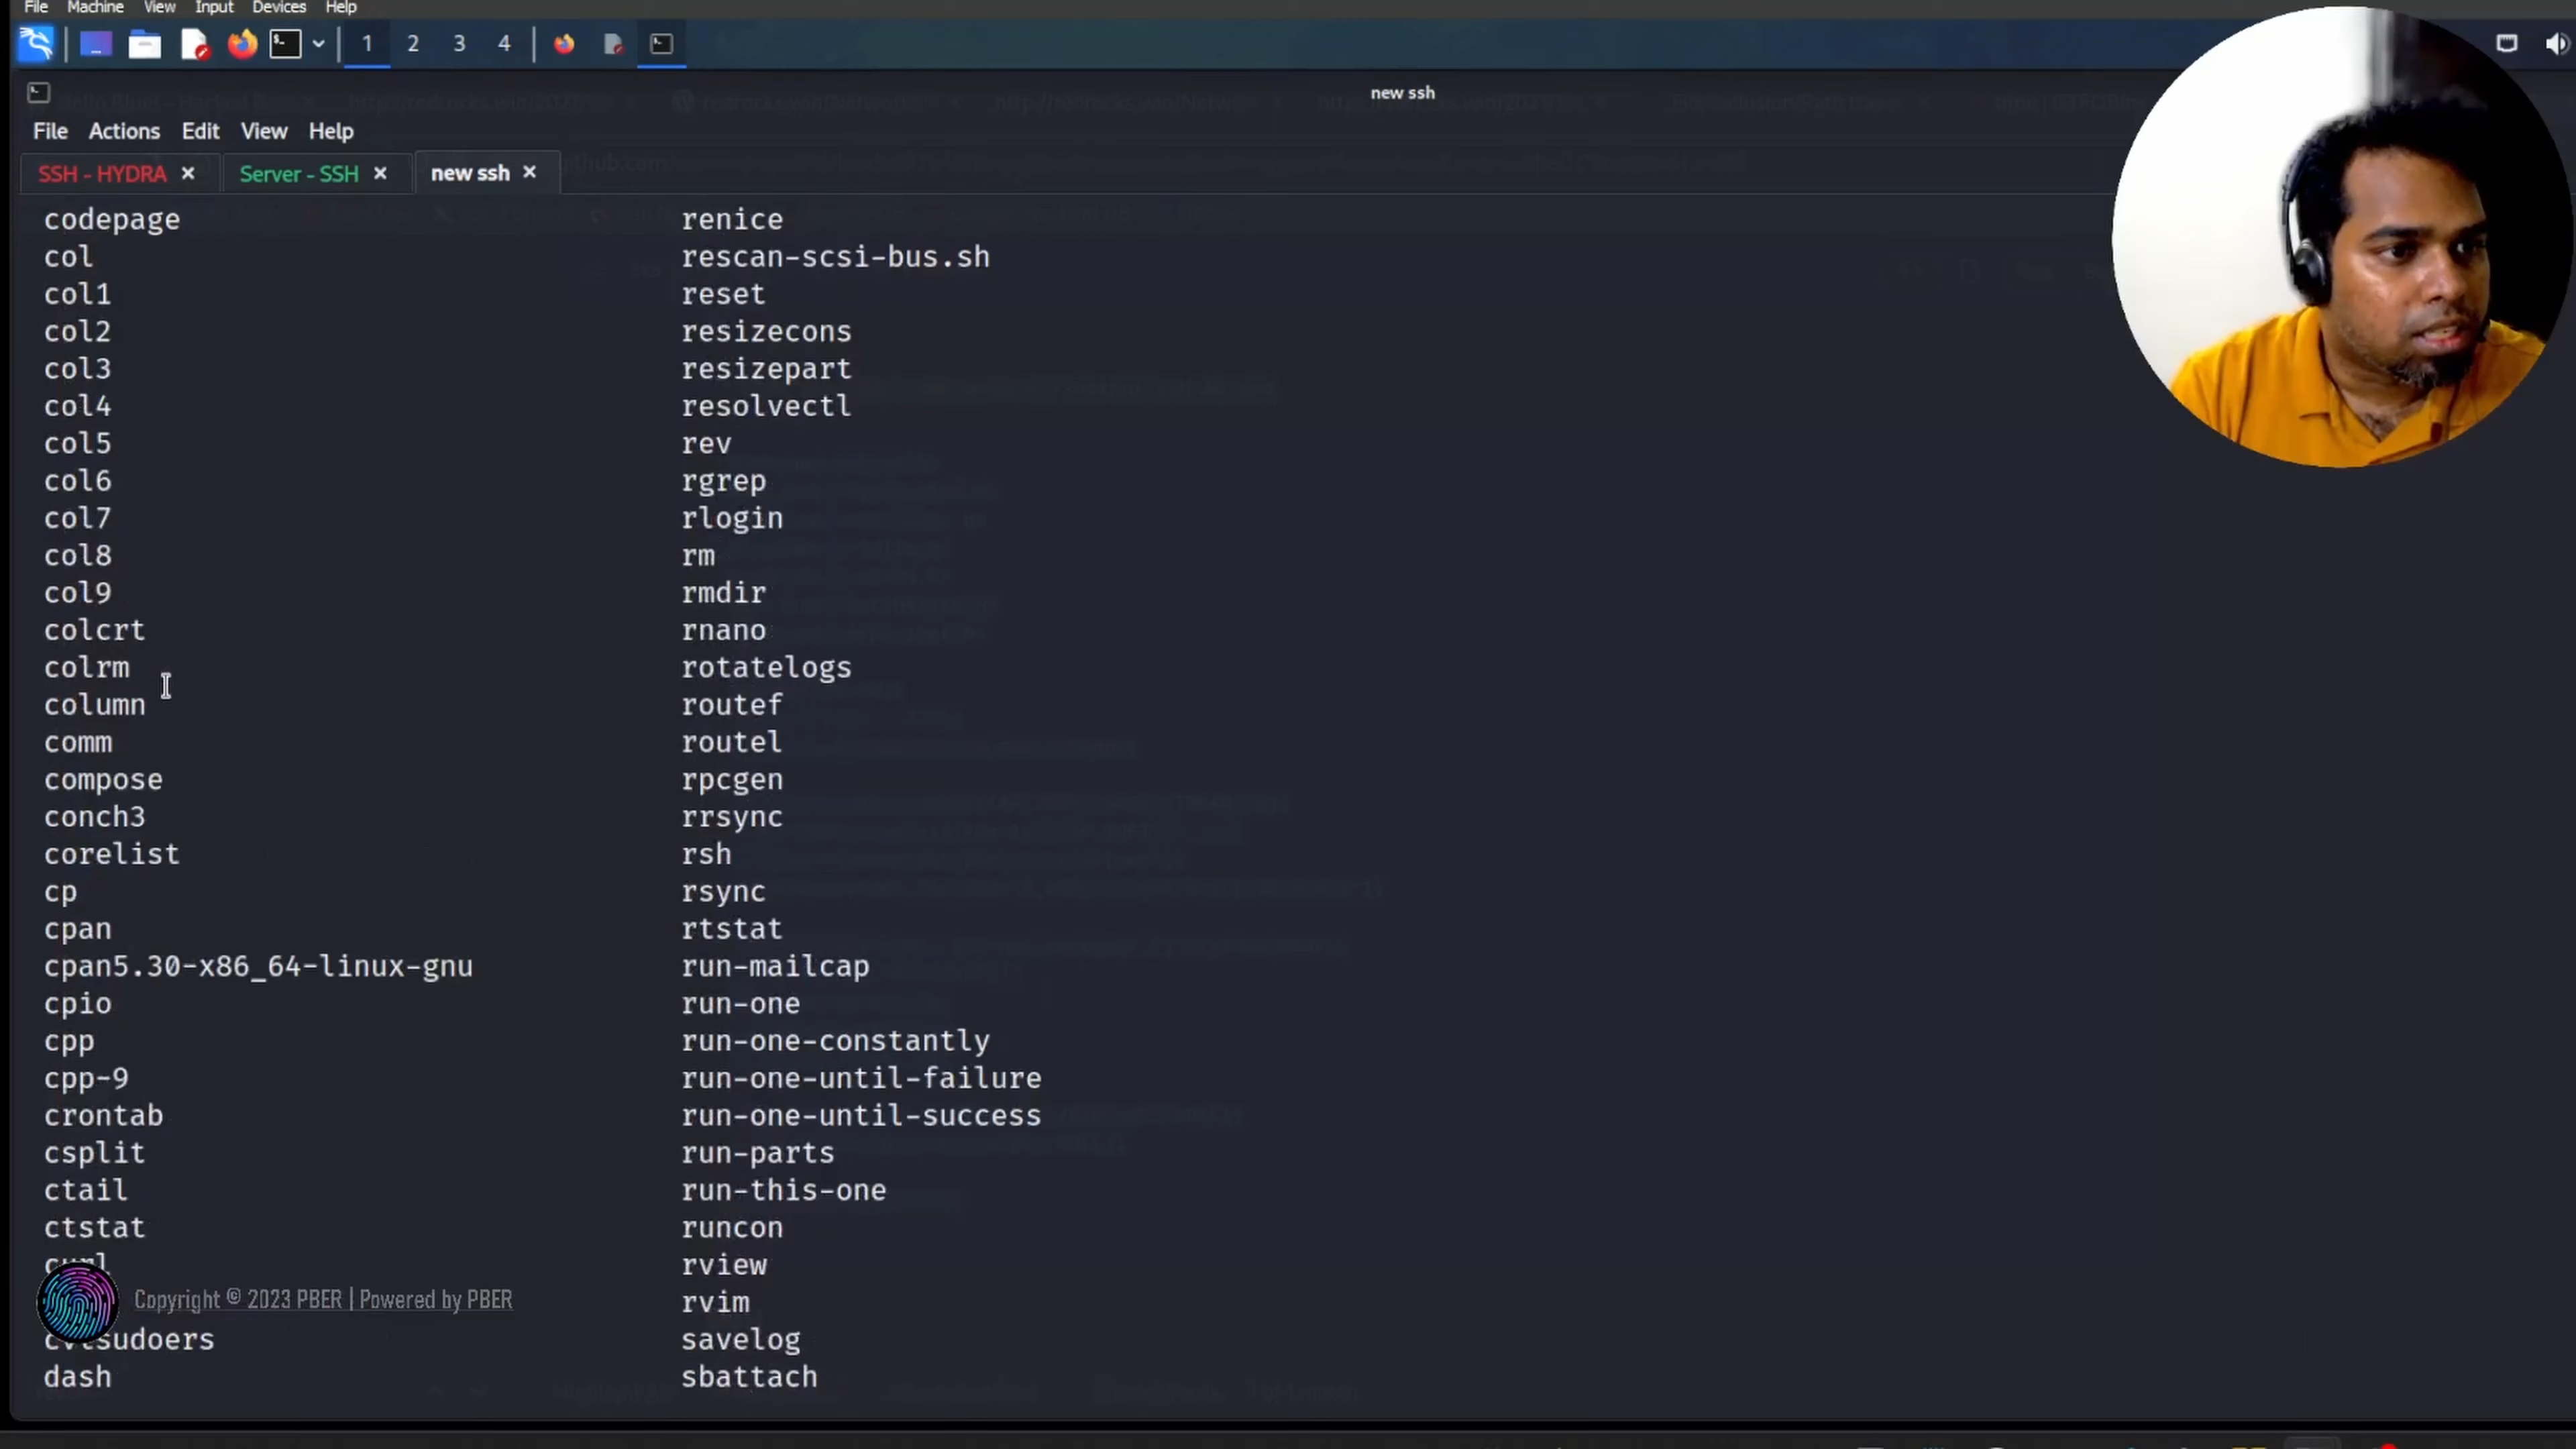 File Machine View Input Devices Help
1 2 3 4
new ssh
File Actions Edit View Help
SSH - HYDRA × Server - SSH × new ssh ×
codepage renice
col rescan-scsi-bus.sh
col1 reset
col2 resizecons
col3 resizepart
col4 resolvectl
col5 rev
col6 rgrep
col7 rlogin
col8 rm
col9 rmdir
colcrt rnano
colrm rotatelogs
column routef
comm routel
compose rpcgen
conch3 rrsync
corelist rsh
cp rsync
cpan rtstat
cpan5.30-x86_64-linux-gnu run-mailcap
cpio run-one
cpp run-one-constantly
cpp-9 run-one-until-failure
crontab run-one-until-success
csplit run-parts
ctail run-this-one
ctstat runcon
curl rview
Copyright © 2023 PBER | Powered by PBER
rvim
cvtsudoers savelog
dash sbattach